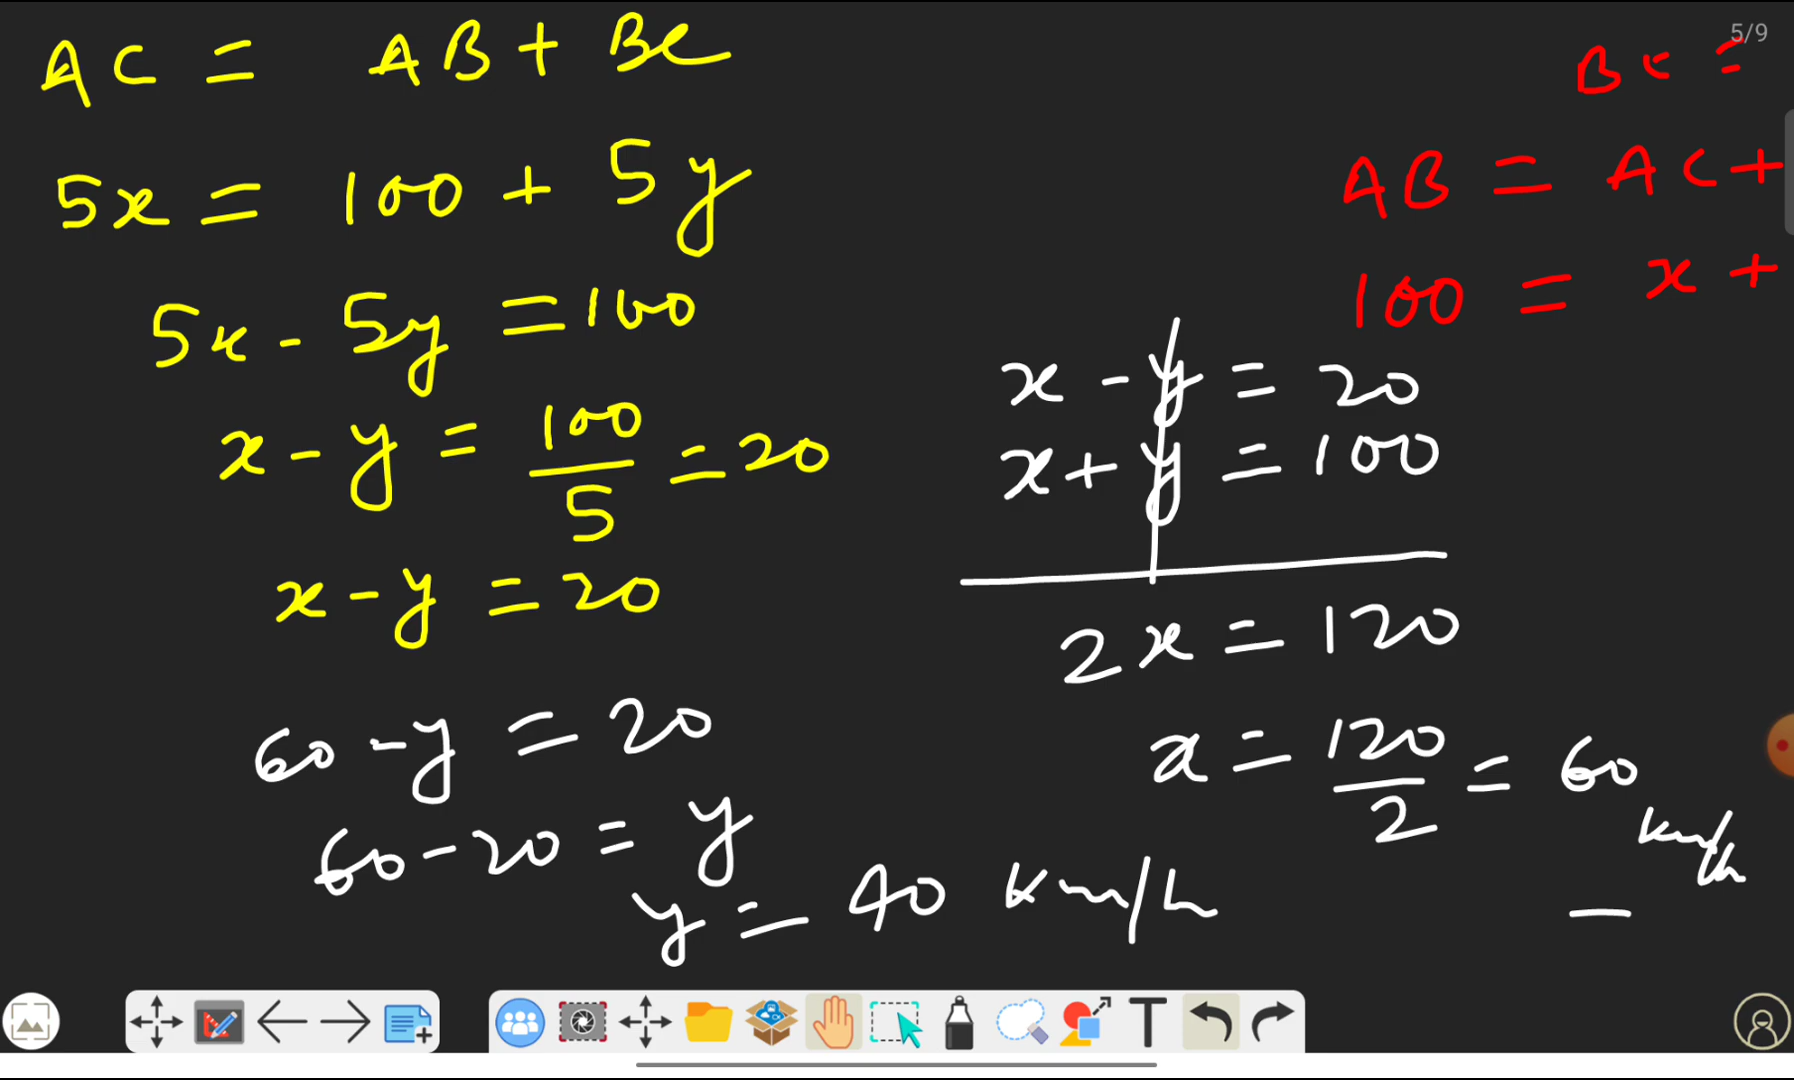 AC = AB + BC
5x = 100 + 5y
5x - 5y = 100
x - y = 100/5 = 20
x - y = 20
60 - y = 20
60 - 20 = y
y = 40 km/h
5/9
BC =
AB = AC +
100 = x +
x - y = 20
x + y = 100
2x = 120
x = 120/2 = 60 km/h
T